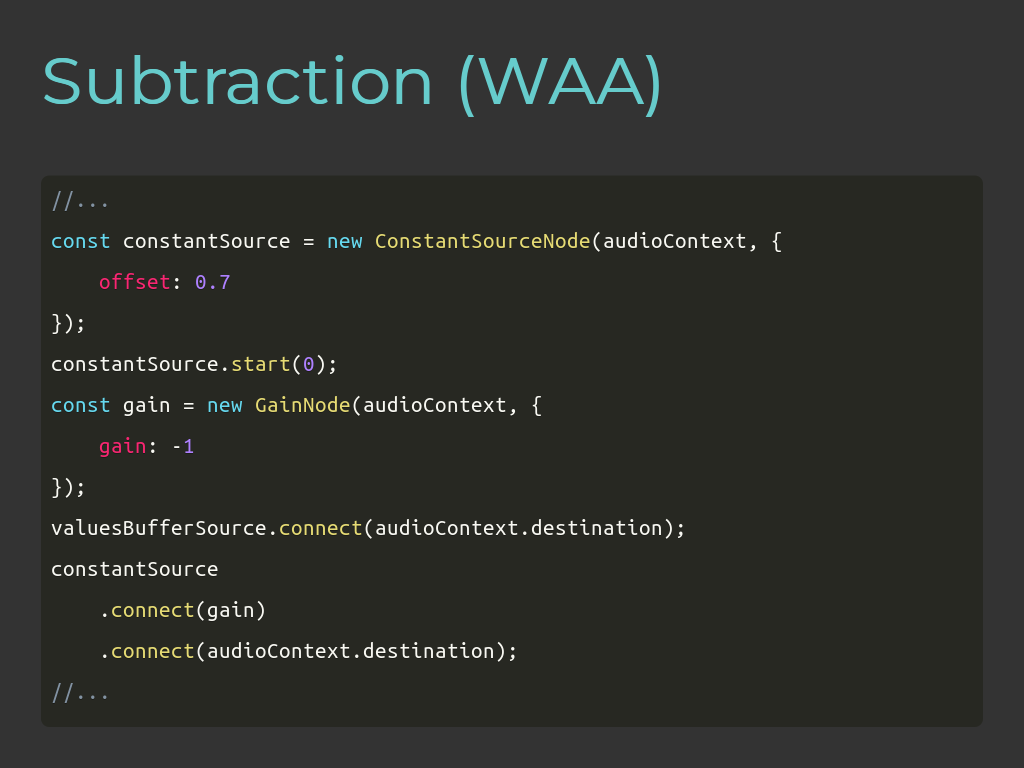 Subtraction (WAA)
//...
const constantSource = new ConstantSourceNode(audioContext, {
    offset: 0.7
});
constantSource.start(0);
const gain = new GainNode(audioContext, {
    gain: -1
});
valuesBufferSource.connect(audioContext.destination);
constantSource
    .connect(gain)
    .connect(audioContext.destination);
//...